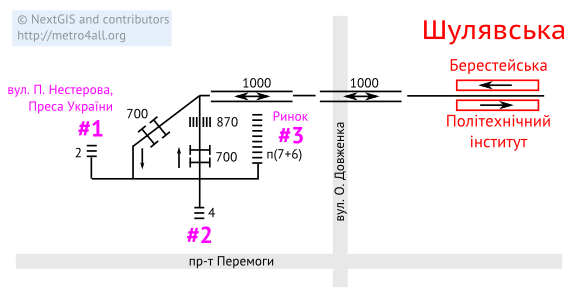 © NextGIS and contributors
http://metro4all.org
Шулявська
Берестейська
Політехнічний
інститут
1000
1000
вул. П. Нестерова,
Преса України
#1
700
870
Ринок
#3
2
700
п(7+6)
вул. О. Довженка
4
#2
пр-т Перемоги